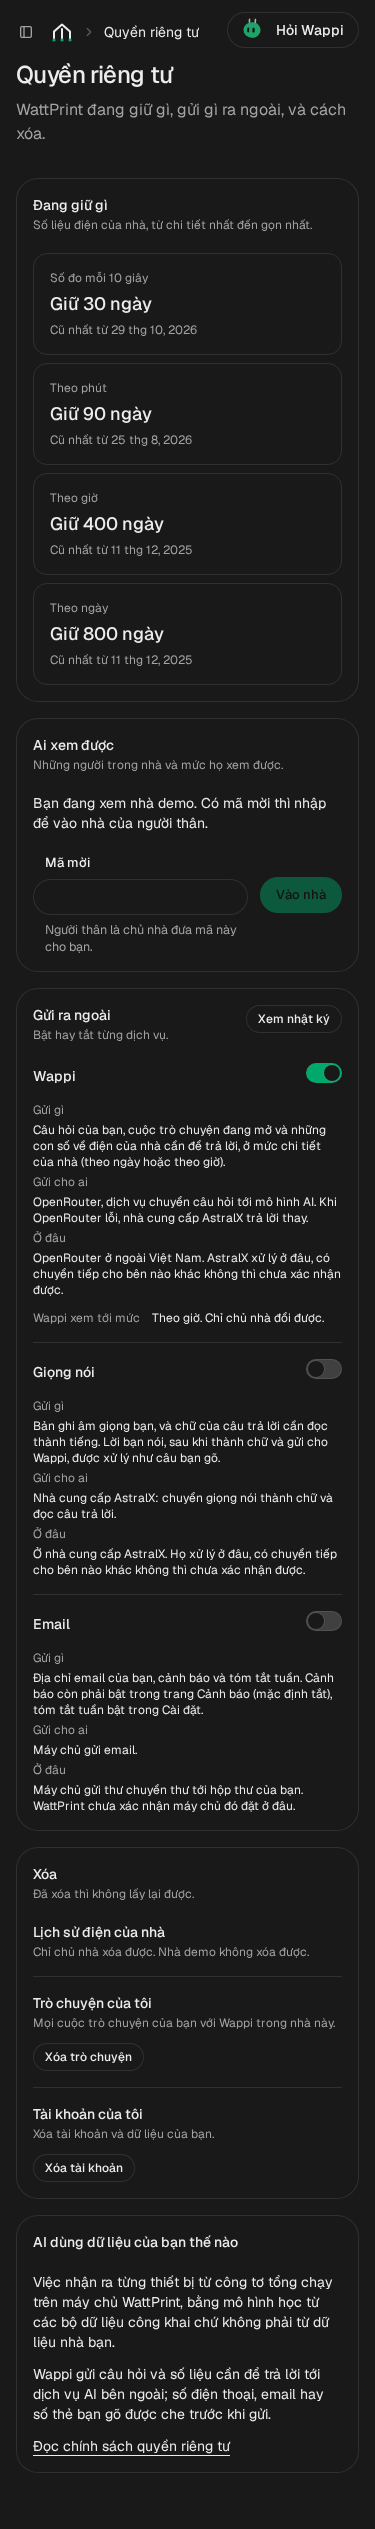 Quyền riêng tư
Hỏi Wappi
Quyền riêng tư
WattPrint đang giữ gì, gửi gì ra ngoài, và cách
xóa.
Đang giữ gì
Số liệu điện của nhà, từ chi tiết nhất đến gọn nhất.
Số đo mỗi 10 giây
Giữ 30 ngày
Cũ nhất từ 29 thg 10, 2026
Theo phút
Giữ 90 ngày
Cũ nhất từ 25 thg 8, 2026
Theo giờ
Giữ 400 ngày
Cũ nhất từ 11 thg 12, 2025
Theo ngày
Giữ 800 ngày
Cũ nhất từ 11 thg 12, 2025
Ai xem được
Những người trong nhà và mức họ xem được.
Bạn đang xem nhà demo. Có mã mời thì nhập
để vào nhà của người thân.
Mã mời
Vào nhà
Người thân là chủ nhà đưa mã này
cho bạn.
Gửi ra ngoài
Xem nhật ký
Bật hay tắt từng dịch vụ.
Wappi
Gửi gì
Câu hỏi của bạn, cuộc trò chuyện đang mở và những
con số về điện của nhà cần để trả lời, ở mức chi tiết
của nhà (theo ngày hoặc theo giờ).
Gửi cho ai
OpenRouter, dịch vụ chuyển câu hỏi tới mô hình AI. Khi
OpenRouter lỗi, nhà cung cấp AstralX trả lời thay.
Ở đâu
OpenRouter ở ngoài Việt Nam. AstralX xử lý ở đâu, có
chuyển tiếp cho bên nào khác không thì chưa xác nhận
được.
Wappi xem tới mức Theo giờ. Chỉ chủ nhà đổi được.
Giọng nói
Gửi gì
Bản ghi âm giọng bạn, và chữ của câu trả lời cần đọc
thành tiếng. Lời bạn nói, sau khi thành chữ và gửi cho
Wappi, được xử lý như câu bạn gõ.
Gửi cho ai
Nhà cung cấp AstralX: chuyển giọng nói thành chữ và
đọc câu trả lời.
Ở đâu
Ở nhà cung cấp AstralX. Họ xử lý ở đâu, có chuyển tiếp
cho bên nào khác không thì chưa xác nhận được.
Email
Gửi gì
Địa chỉ email của bạn, cảnh báo và tóm tắt tuần. Cảnh
báo còn phải bật trong trang Cảnh báo (mặc định tắt),
tóm tắt tuần bật trong Cài đặt.
Gửi cho ai
Máy chủ gửi email.
Ở đâu
Máy chủ gửi thư chuyển thư tới hộp thư của bạn.
WattPrint chưa xác nhận máy chủ đó đặt ở đâu.
Xóa
Đã xóa thì không lấy lại được.
Lịch sử điện của nhà
Chỉ chủ nhà xóa được. Nhà demo không xóa được.
Trò chuyện của tôi
Mọi cuộc trò chuyện của bạn với Wappi trong nhà này.
Xóa trò chuyện
Tài khoản của tôi
Xóa tài khoản và dữ liệu của bạn.
Xóa tài khoản
AI dùng dữ liệu của bạn thế nào
Việc nhận ra từng thiết bị từ công tơ tổng chạy
trên máy chủ WattPrint, bằng mô hình học từ
các bộ dữ liệu công khai chứ không phải từ dữ
liệu nhà bạn.
Wappi gửi câu hỏi và số liệu cần để trả lời tới
dịch vụ AI bên ngoài; số điện thoại, email hay
số thẻ bạn gõ được che trước khi gửi.
Đọc chính sách quyền riêng tư